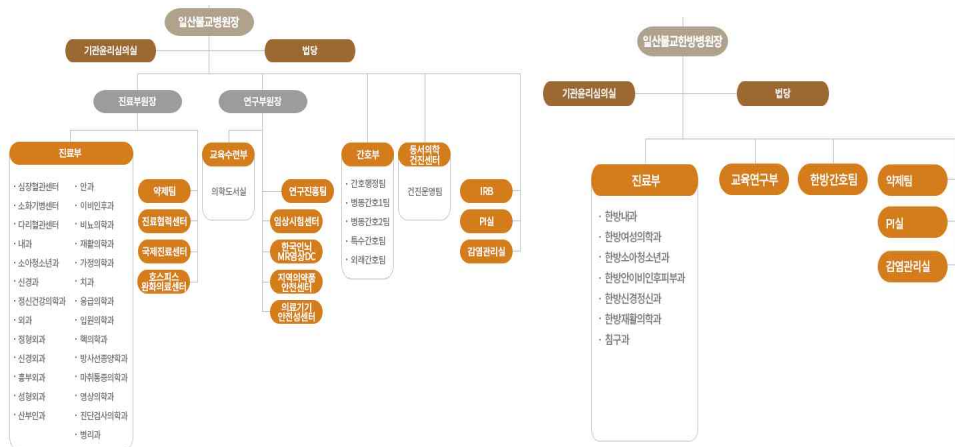 일산불교병원장
기관윤리심의실
법당
진료부원장
연구부원장
진료부
· 심장혈관센터
· 소화기병센터
· 다리혈관센터
· 내과
· 소아청소년과
· 신경과
· 정신건강의학과
· 외과
· 정형외과
· 신경외과
· 흉부외과
· 성형외과
· 산부인과
· 안과
· 이비인후과
· 비뇨의학과
· 재활의학과
· 가정의학과
· 치과
· 응급의학과
· 입원의학과
· 핵의학과
· 방사선종양학과
· 마취통증의학과
· 영상의학과
· 진단검사의학과
· 병리과
약제팀
진료협력센터
국제진료센터
호스피스
완화의료센터
교육수련부
의학도서실
연구진흥팀
임상시험센터
한국인뇌
MR영상DC
지역의약품
안전센터
의료기기
안전성센터
간호부
· 간호행정팀
· 병동간호1팀
· 병동간호2팀
· 특수간호팀
· 외래간호팀
동서의학
건진센터
건진운영팀
IRB
PI실
감염관리실
일산불교한방병원장
기관윤리심의실
법당
진료부
· 한방내과
· 한방여성의학과
· 한방소아청소년과
· 한방안이비인후피부과
· 한방신경정신과
· 한방재활의학과
· 침구과
교육연구부
한방간호팀
약제팀
PI실
감염관리실